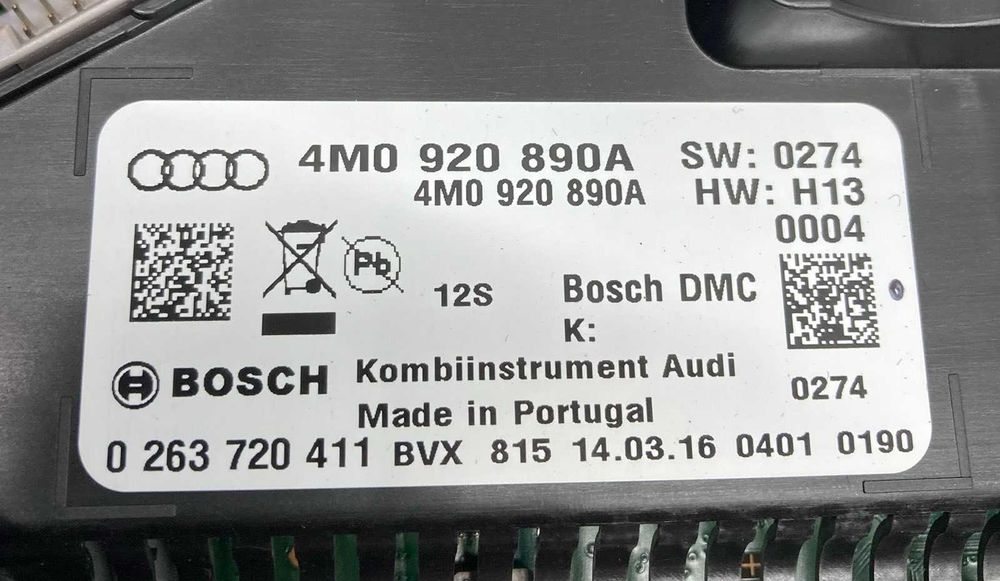 4M0 920 890A SW: 0274
4M0 920 890A HW: H13
0004
Pb
12S Bosch DMC
K:
BOSCH Kombiinstrument Audi 0274
Made in Portugal
0 263 720 411 BVX 815 14.03.16 0401 0190